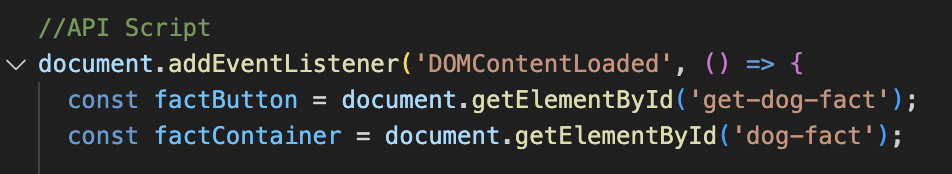 //API Script
document.addEventListener('DOMContentLoaded', () => {
const factButton = document.getElementById('get-dog-fact');
const factContainer = document.getElementById('dog-fact');